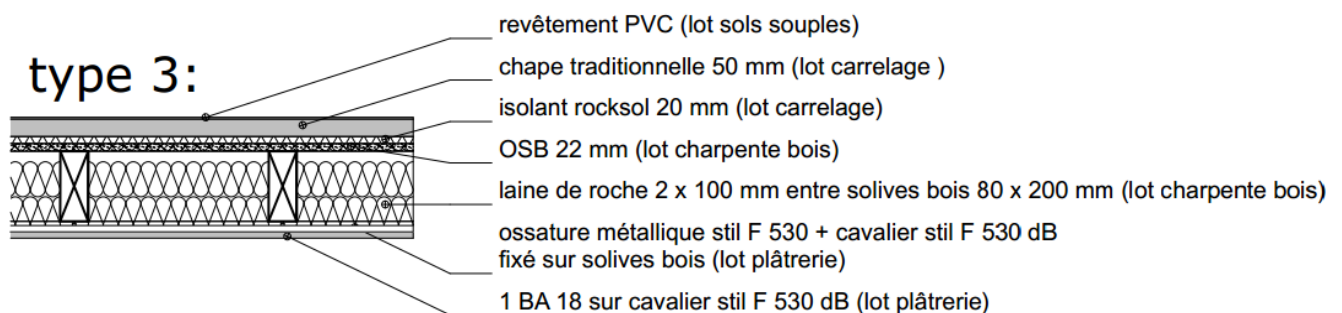 type 3:
revêtement PVC (lot sols souples)
chape traditionnelle 50 mm (lot carrelage )
isolant rocksol 20 mm (lot carrelage)
OSB 22 mm (lot charpente bois)
laine de roche 2 x 100 mm entre solives bois 80 x 200 mm (lot charpente bois)
ossature métallique stil F 530 + cavalier stil F 530 dB
fixé sur solives bois (lot plâtrerie)
1 BA 18 sur cavalier stil F 530 dB (lot plâtrerie)